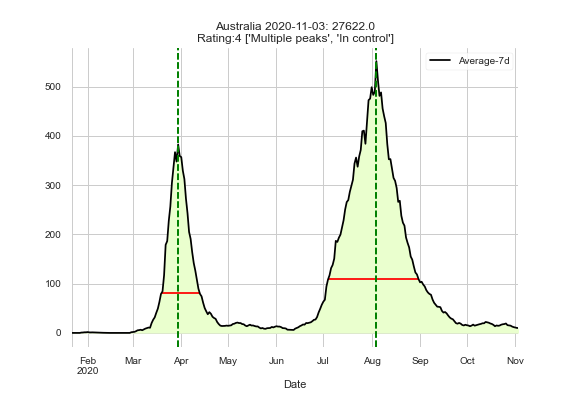 Australia 2020-11-03: 27622.0
Rating:4 ['Multiple peaks', 'In control']
Average-7d
500
400
300
200
100
0
Feb Mar Apr May Jun Jul Aug Sep Oct Nov
2020
Date